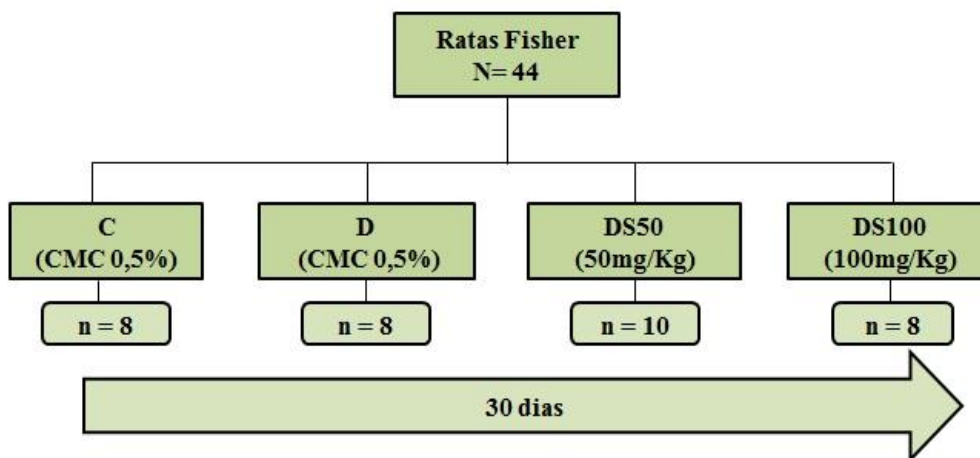 Ratas Fisher
N= 44
C
(CMC 0,5%)
D
(CMC 0,5%)
DS50
(50mg/Kg)
DS100
(100mg/Kg)
n = 8
n = 8
n = 10
n = 8
30 dias